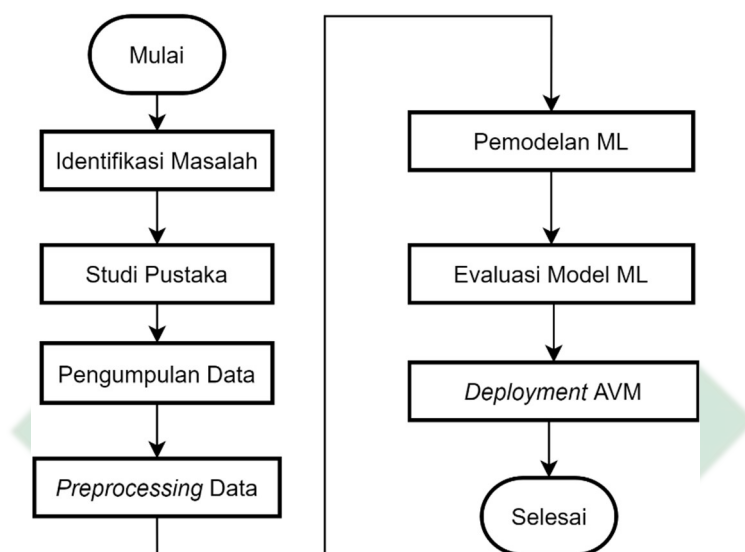 Mulai
Identifikasi Masalah
Studi Pustaka
Pengumpulan Data
Preprocessing Data
Pemodelan ML
Evaluasi Model ML
Deployment AVM
Selesai